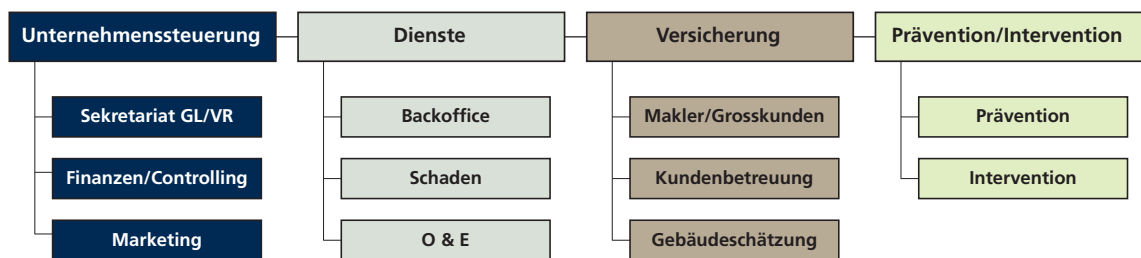 Unternehmenssteuerung
Dienste
Versicherung
Prävention/Intervention
Sekretariat GL/VR
Backoffice
Makler/Grosskunden
Prävention
Finanzen/Controlling
Schaden
Kundenbetreuung
Intervention
Marketing
O & E
Gebäudeschätzung